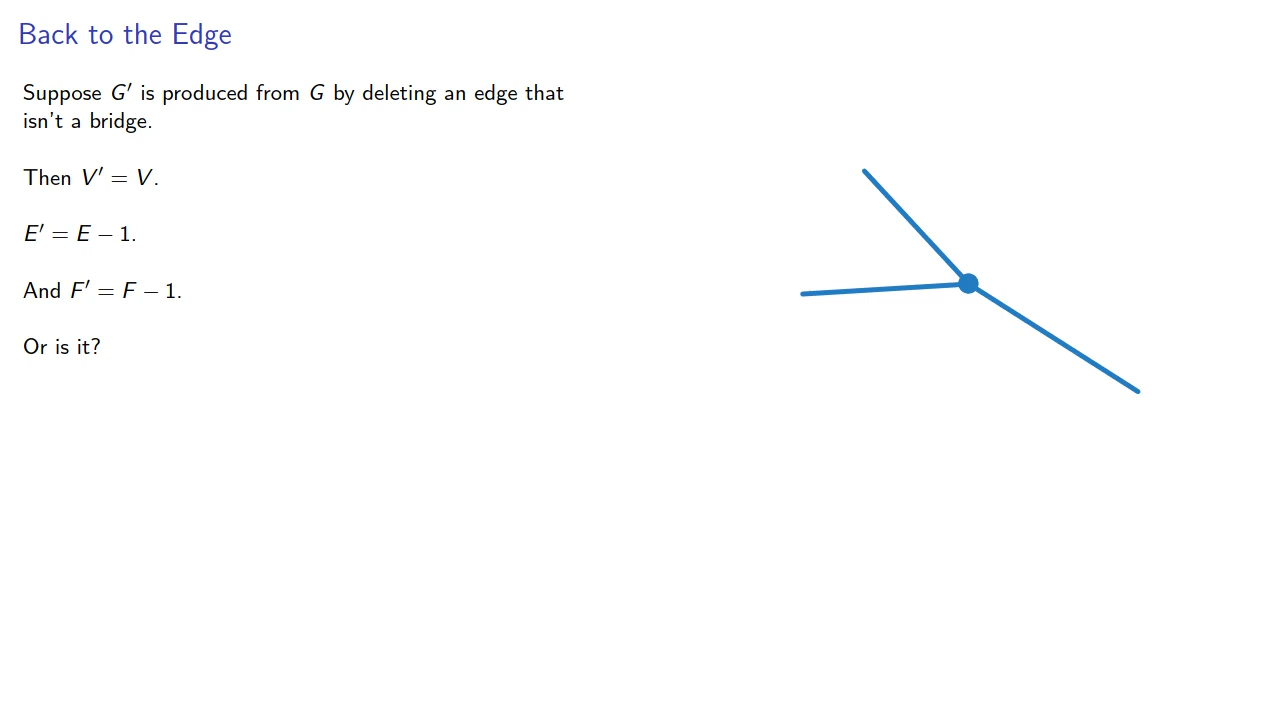 Back to the Edge
Suppose G′ is produced from G by deleting an edge that
isn't a bridge.
Then V′ = V.
E′ = E − 1.
And F′ = F − 1.
Or is it?